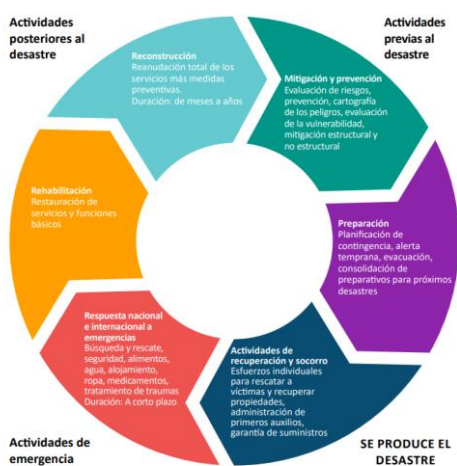 Actividades
posteriores al
desastre
Actividades
previas al
desastre
Reconstrucción
Reanudación total de los
servicios más medidas
preventivas.
Duración: de meses a años
Mitigación y prevención
Evaluación de riesgos,
prevención, cartografía
de los peligros, evaluación
de la vulnerabilidad,
mitigación estructural y
no estructural
Rehabilitación
Restauración de
servicios y funciones
básicos
Preparación
Planificación de
contingencia, alerta
temprana, evacuación,
consolidación de
preparativos para próximos
desastres
Respuesta nacional
e internacional a
emergencias
Búsqueda y rescate,
seguridad, alimentos,
agua, alojamiento,
ropa, medicamentos,
tratamiento de traumas
Duración: A corto plazo
Actividades de
recuperación y socorro
Esfuerzos individuales
para rescatar a
víctimas y recuperar
propiedades,
administración de
primeros auxilios,
garantía de suministros
Actividades de
emergencia
SE PRODUCE EL
DESASTRE